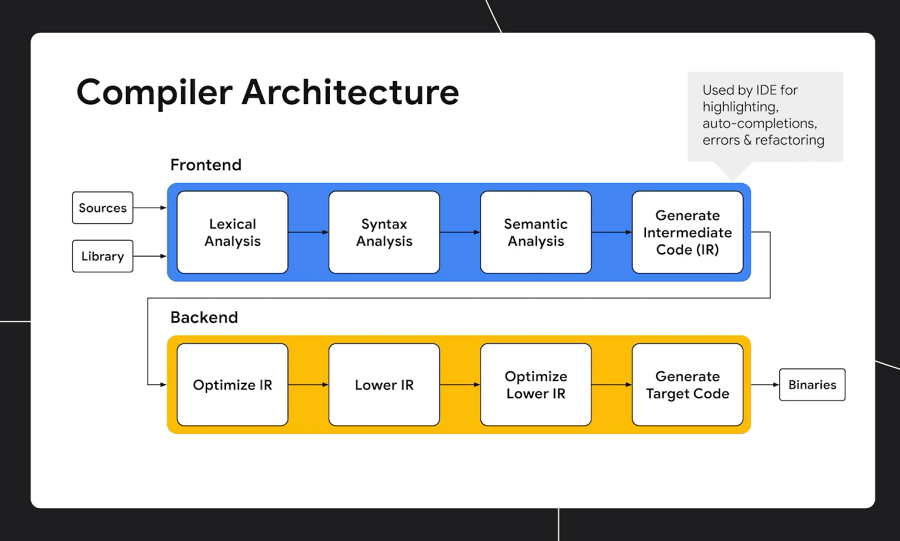 Compiler Architecture
Used by IDE for
highlighting,
auto-completions,
errors & refactoring
Frontend
Sources
Library
Lexical
Analysis
Syntax
Analysis
Semantic
Analysis
Generate
Intermediate
Code (IR)
Backend
Optimize IR
Lower IR
Optimize
Lower IR
Generate
Target Code
Binaries